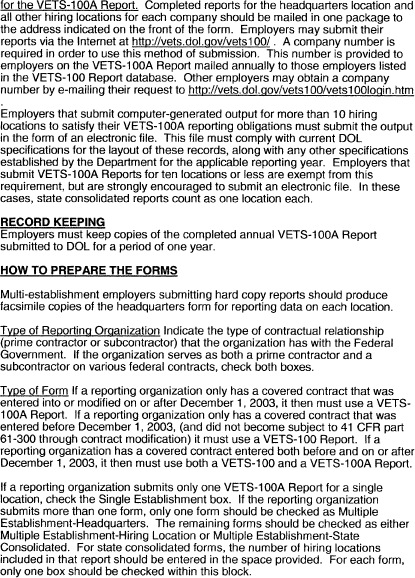 for the VETS-100A Report.  Completed reports for the headquarters location and
all other hiring locations for each company should be mailed in one package to
the address indicated on the front of the form.  Employers may submit their
reports via the Internet at http://vets.dol.gov/vets100/ .  A company number is
required in order to use this method of submission.  This number is provided to
employers on the VETS-100A Report mailed annually to those employers listed
in the VETS-100 Report database.  Other employers may obtain a company
number by e-mailing their request to http://vets.dol.gov/vets100/vets100login.htm
.
Employers that submit computer-generated output for more than 10 hiring
locations to satisfy their VETS-100A reporting obligations must submit the output
in the form of an electronic file.  This file must comply with current DOL
specifications for the layout of these records, along with any other specifications
established by the Department for the applicable reporting year.  Employers that
submit VETS-100A Reports for ten locations or less are exempt from this
requirement, but are strongly encouraged to submit an electronic file.  In these
cases, state consolidated reports count as one location each.
RECORD KEEPING
Employers must keep copies of the completed annual VETS-100A Report
submitted to DOL for a period of one year.
HOW TO PREPARE THE FORMS
Multi-establishment employers submitting hard copy reports should produce
facsimile copies of the headquarters form for reporting data on each location.
Type of Reporting Organization Indicate the type of contractual relationship
(prime contractor or subcontractor) that the organization has with the Federal
Government.  If the organization serves as both a prime contractor and a
subcontractor on various federal contracts, check both boxes.
Type of Form If a reporting organization only has a covered contract that was
entered into or modified on or after December 1, 2003, it then must use a VETS-
100A Report.  If a reporting organization only has a covered contract that was
entered before December 1, 2003, (and did not become subject to 41 CFR part
61-300 through contract modification) it must use a VETS-100 Report.  If a
reporting organization has a covered contract entered both before and on or after
December 1, 2003, it then must use both a VETS-100 and a VETS-100A Report.
If a reporting organization submits only one VETS-100A Report for a single
location, check the Single Establishment box.  If the reporting organization
submits more than one form, only one form should be checked as Multiple
Establishment-Headquarters.  The remaining forms should be checked as either
Multiple Establishment-Hiring Location or Multiple Establishment-State
Consolidated.  For state consolidated forms, the number of hiring locations
included in that report should be entered in the space provided.  For each form,
only one box should be checked within this block.